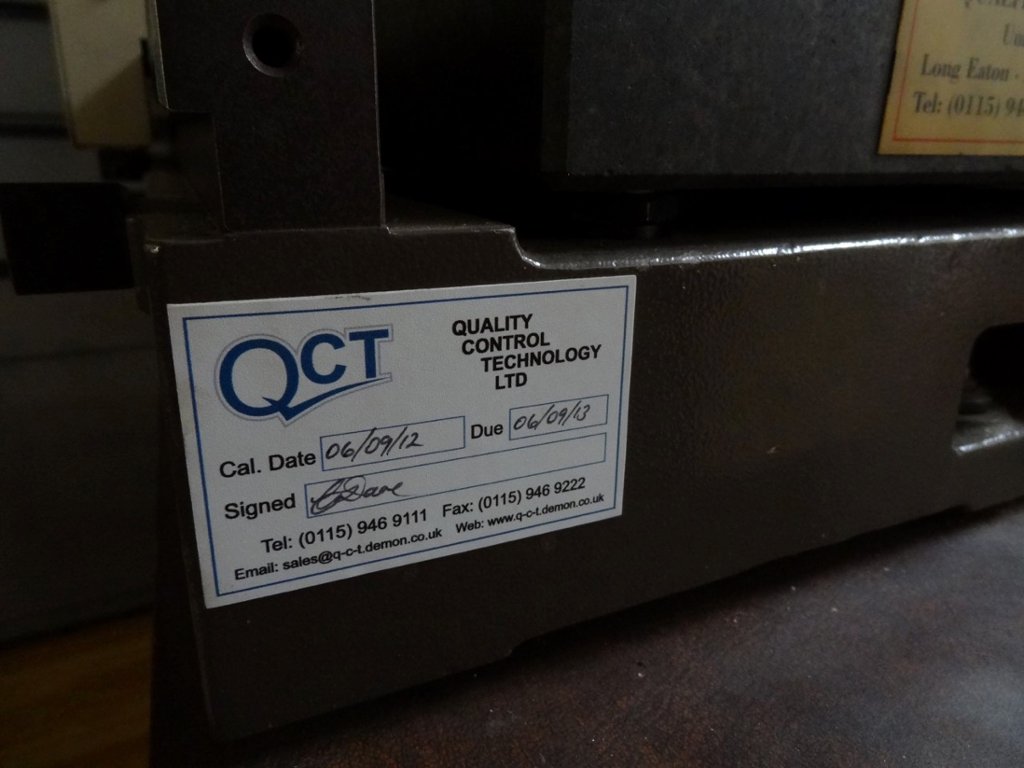 Long Eaton -
Tel: (0115) 94
QCT
QUALITY
CONTROL
TECHNOLOGY
LTD
Cal. Date 06/09/12 Due 06/09/13
Signed
Tel: (0115) 946 9111 Fax: (0115) 946 9222
Email: sales@q-c-t.demon.co.uk Web: www.q-c-t.demon.co.uk